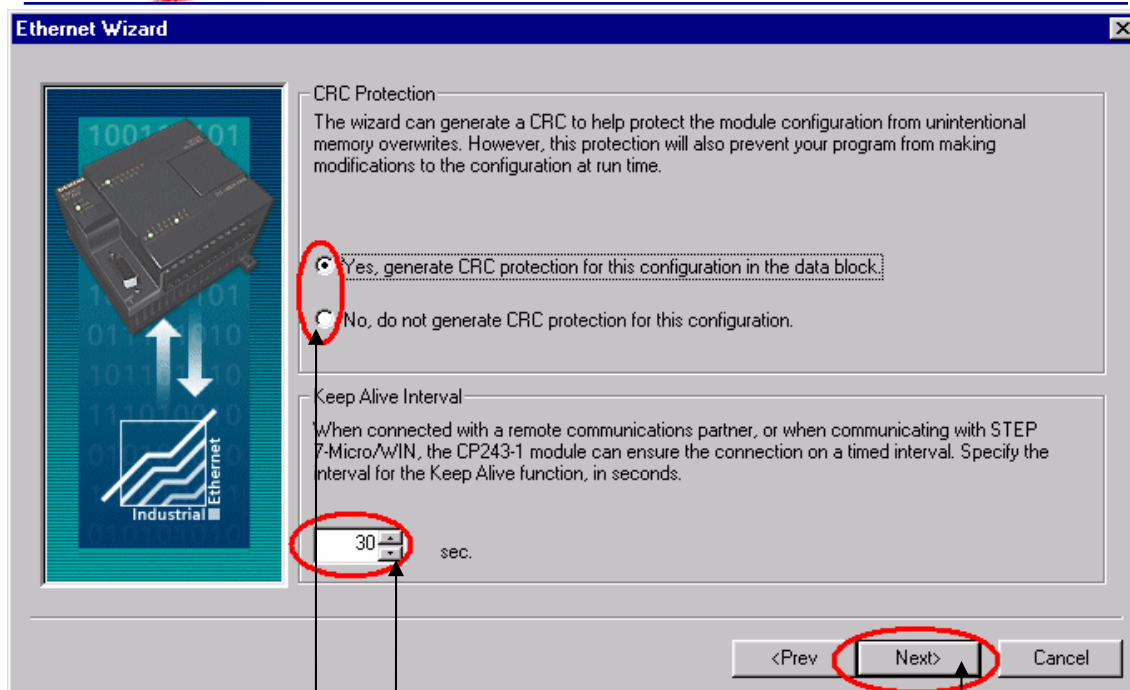 Ethernet Wizard
CRC Protection
The wizard can generate a CRC to help protect the module configuration from unintentional
memory overwrites. However, this protection will also prevent your program from making
modifications to the configuration at run time.
Yes, generate CRC protection for this configuration in the data block.
No, do not generate CRC protection for this configuration.
Keep Alive Interval
When connected with a remote communications partner, or when communicating with STEP
7-Micro/WIN, the CP243-1 module can ensure the connection on a timed interval. Specify the
interval for the Keep Alive function, in seconds.
30
sec.
Industrial
Ethernet
<Prev
Next>
Cancel